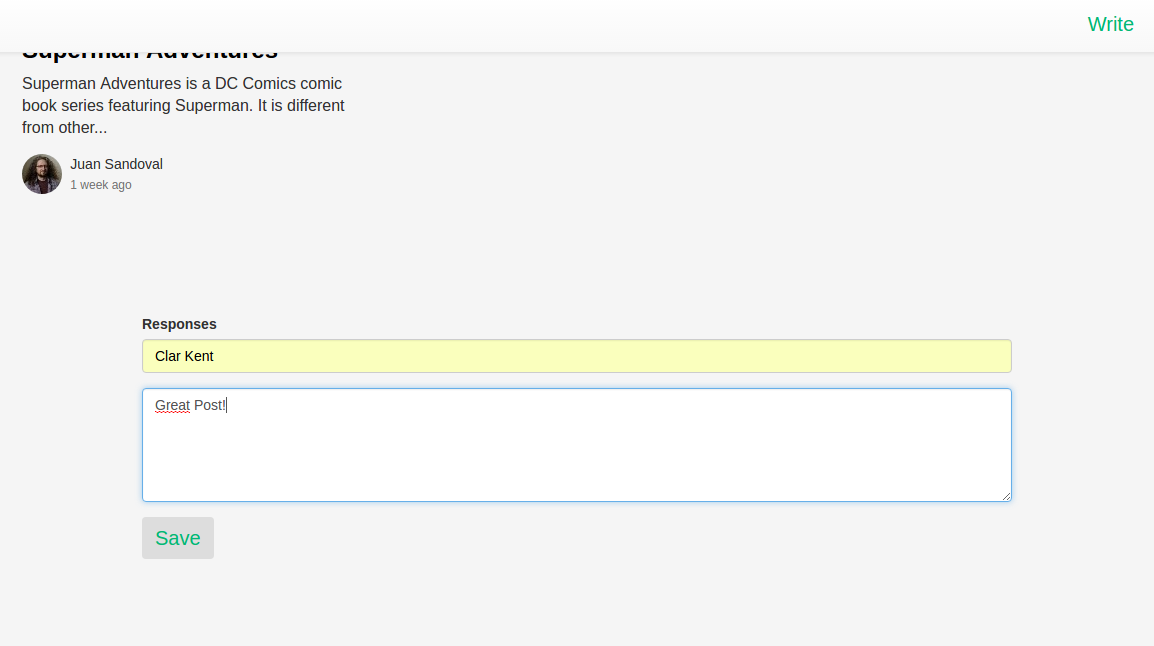 Write
Superman Adventures
Superman Adventures is a DC Comics comic
book series featuring Superman. It is different
from other...
Juan Sandoval
1 week ago
Responses
Clar Kent
Great Post!
Save